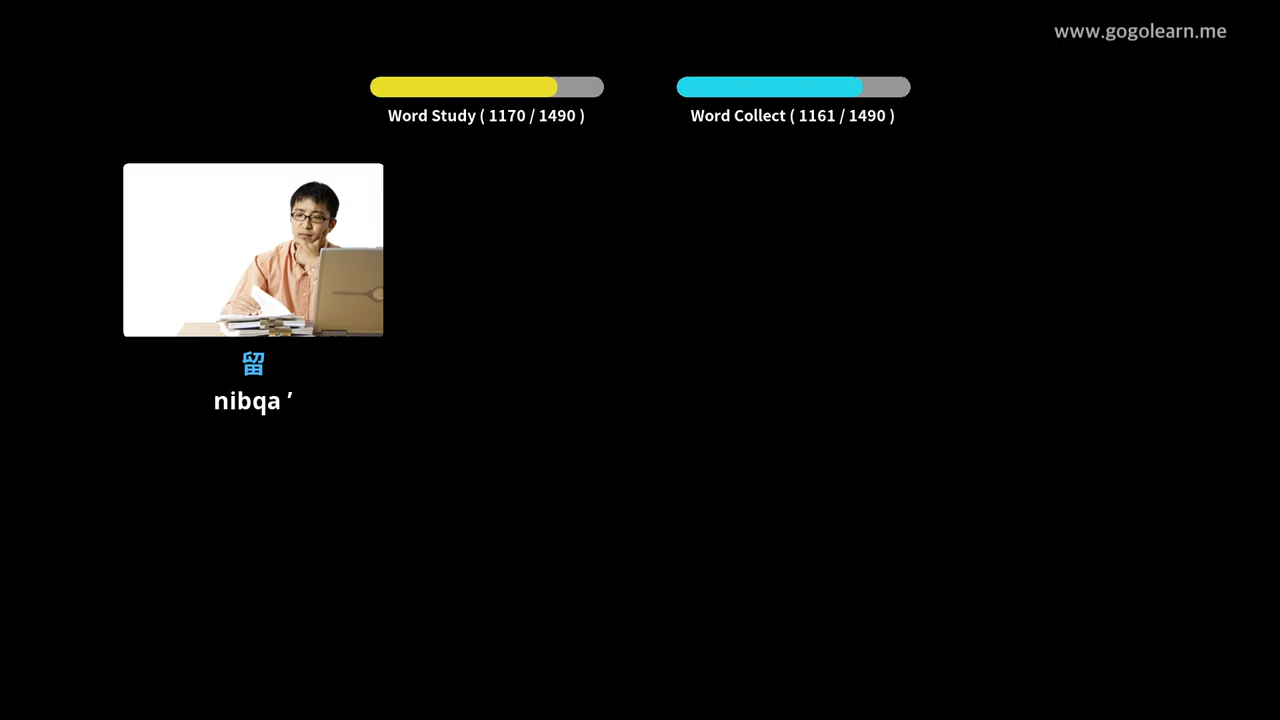 www.gogolearn.me
Word Study ( 1170 / 1490 )
Word Collect ( 1161 / 1490 )
留
nibqa ’